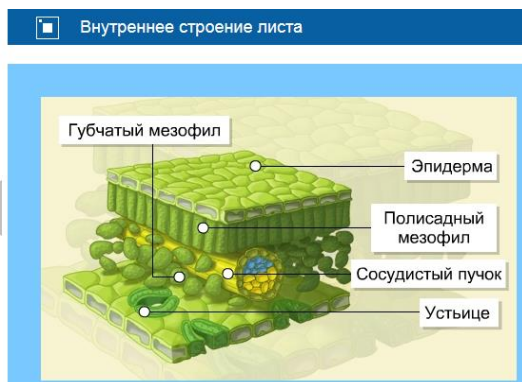 Внутреннее строение листа
Губчатый мезофил
Эпидерма
Полисадный
мезофил
Сосудистый пучок
Устьице